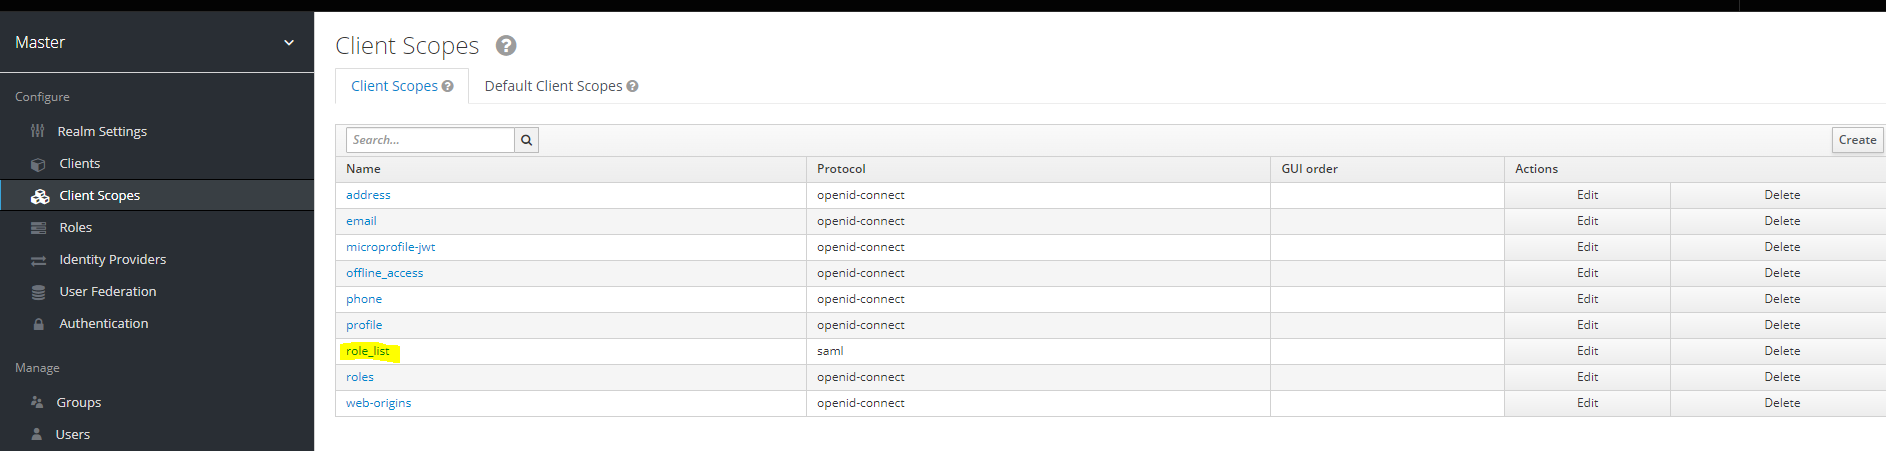 Master
Configure
Realm Settings
Clients
Client Scopes
Roles
Identity Providers
User Federation
Authentication
Manage
Groups
Users
Client Scopes
Client Scopes Default Client Scopes
Search...
Create
Name Protocol GUI order Actions
address openid-connect Edit Delete
email openid-connect Edit Delete
microprofile-jwt openid-connect Edit Delete
offline_access openid-connect Edit Delete
phone openid-connect Edit Delete
profile openid-connect Edit Delete
role_list saml Edit Delete
roles openid-connect Edit Delete
web-origins openid-connect Edit Delete